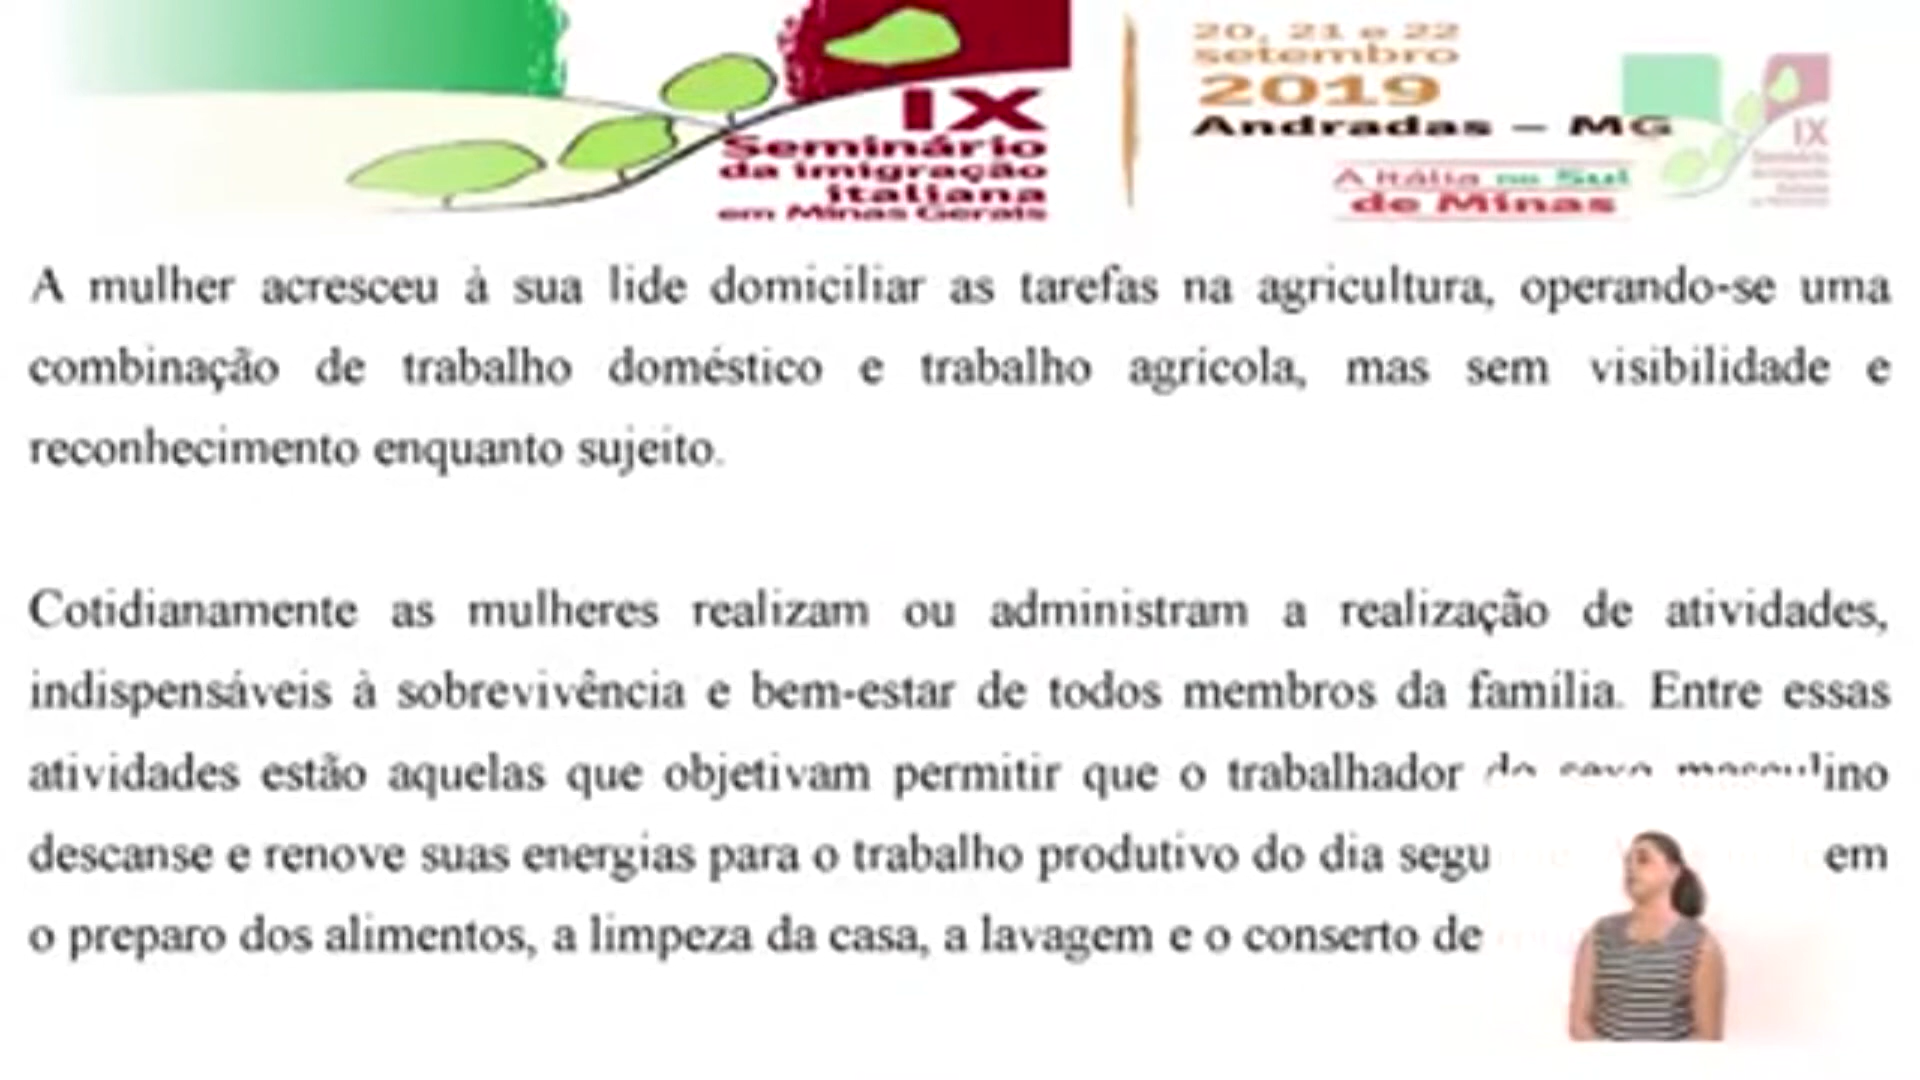 IX
Seminário
da imigração
italiana
em Minas Gerais
20, 21 e 22
setembro
2019
Andradas – MG
A Itália no Sul
de Minas
IX
A mulher acresceu à sua lide domiciliar as tarefas na agricultura, operando-se uma
combinação de trabalho doméstico e trabalho agrícola, mas sem visibilidade e
reconhecimento enquanto sujeito.
Cotidianamente as mulheres realizam ou administram a realização de atividades,
indispensáveis à sobrevivência e bem-estar de todos membros da família. Entre essas
atividades estão aquelas que objetivam permitir que o trabalhador do sexo masculino
descanse e renove suas energias para o trabalho produtivo do dia segu em
o preparo dos alimentos, a limpeza da casa, a lavagem e o conserto de